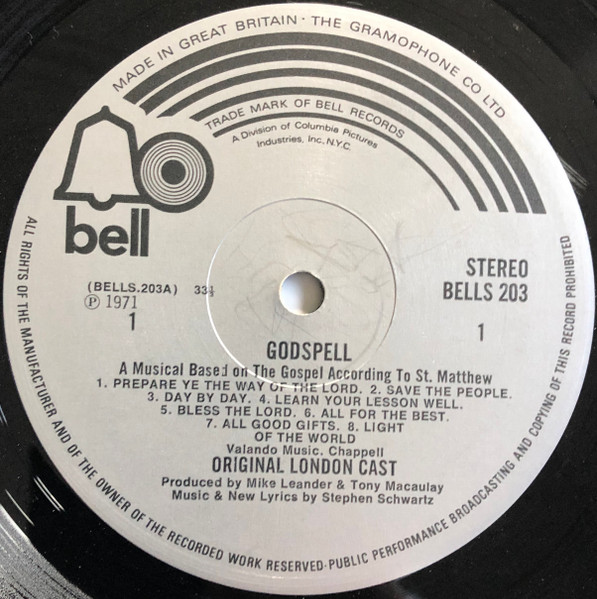 MADE IN GREAT BRITAIN · THE GRAMOPHONE CO LTD
TRADE MARK OF BELL RECORDS
A Division of Columbia Pictures
Industries, Inc. N.Y.C.
bell
(BELLS.203A) 33⅓
Ⓟ 1971
1
STEREO
BELLS 203
1
GODSPELL
A Musical Based on The Gospel According To St. Matthew
1. PREPARE YE THE WAY OF THE LORD. 2. SAVE THE PEOPLE.
3. DAY BY DAY. 4. LEARN YOUR LESSON WELL.
5. BLESS THE LORD. 6. ALL FOR THE BEST.
7. ALL GOOD GIFTS. 8. LIGHT
OF THE WORLD
Valando Music. Chappell
ORIGINAL LONDON CAST
Produced by Mike Leander & Tony Macaulay
Music & New Lyrics by Stephen Schwartz
ALL RIGHTS OF THE MANUFACTURER AND OF THE OWNER OF THE RECORDED WORK RESERVED·PUBLIC PERFORMANCE BROADCASTING AND COPYING OF THIS RECORD PROHIBITED